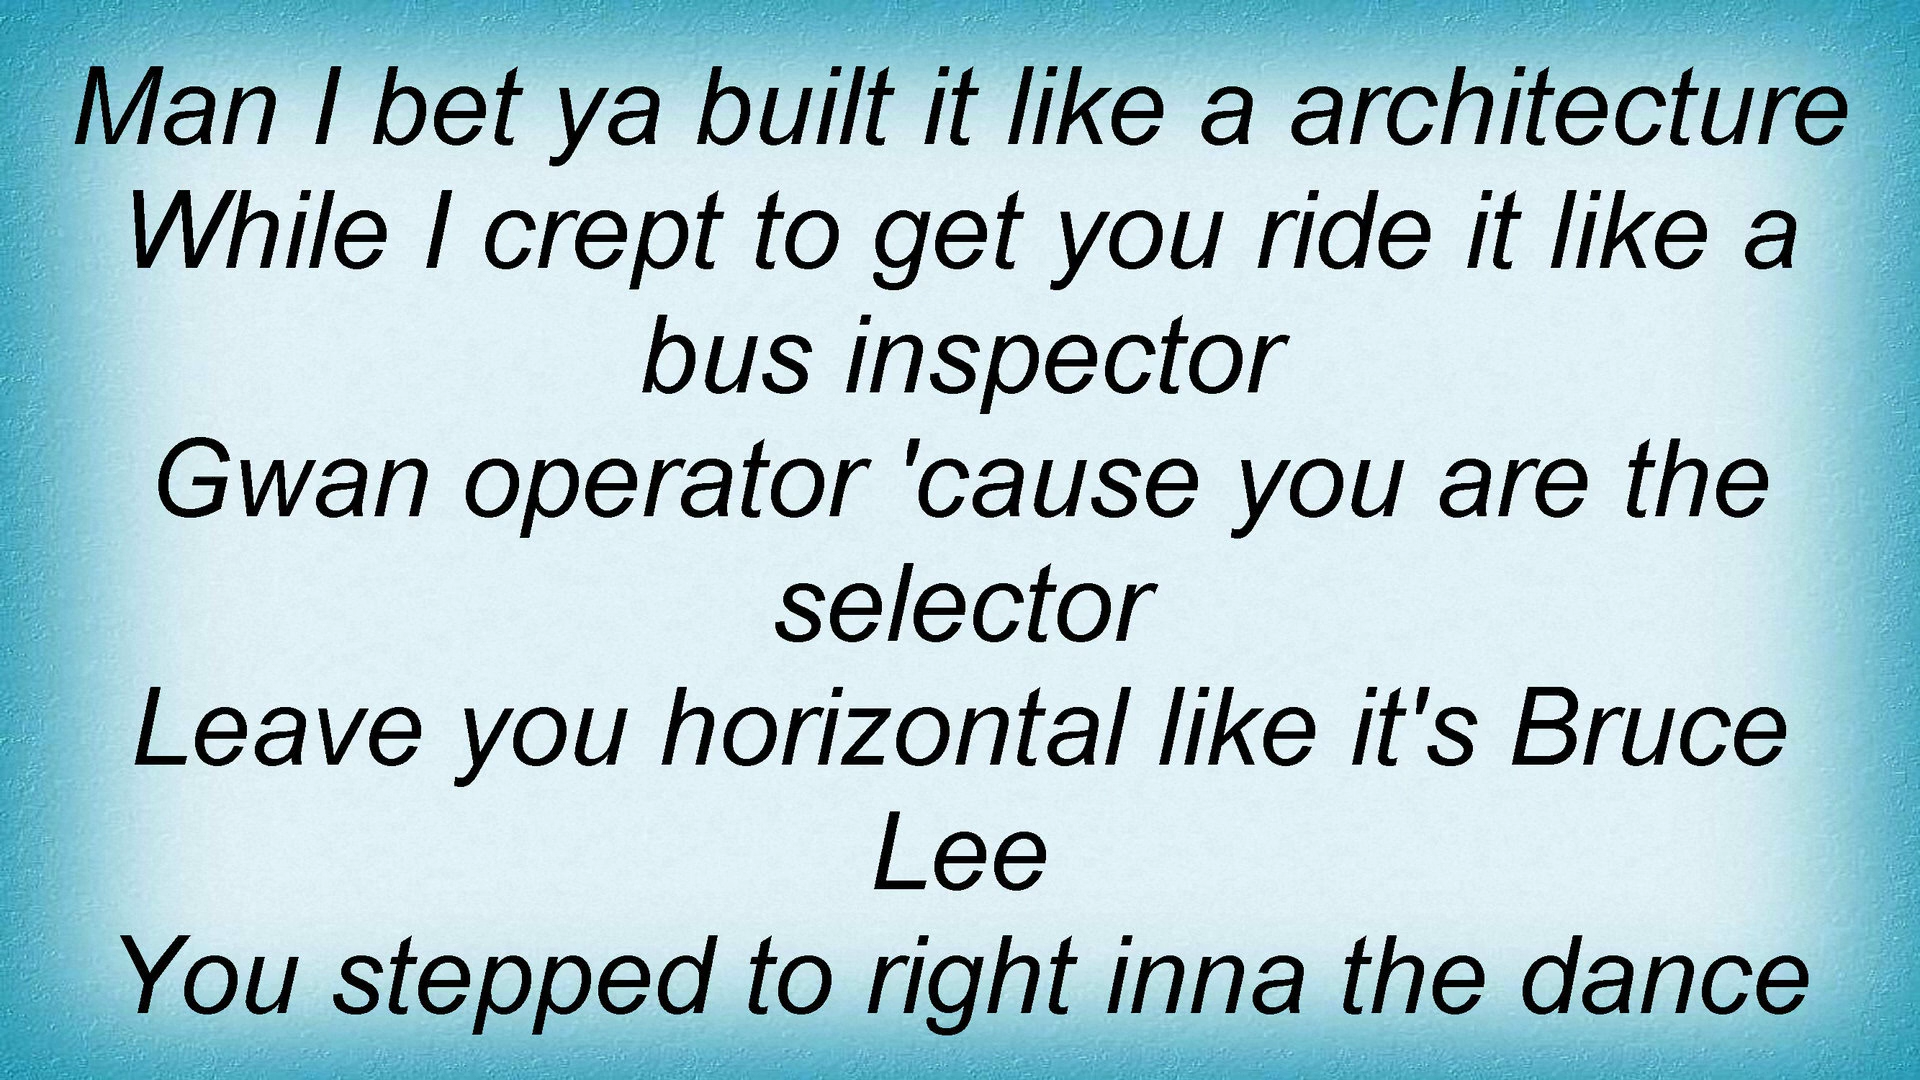 Man I bet ya built it like a architecture
While I crept to get you ride it like a
bus inspector
Gwan operator 'cause you are the
selector
Leave you horizontal like it's Bruce
Lee
You stepped to right inna the dance